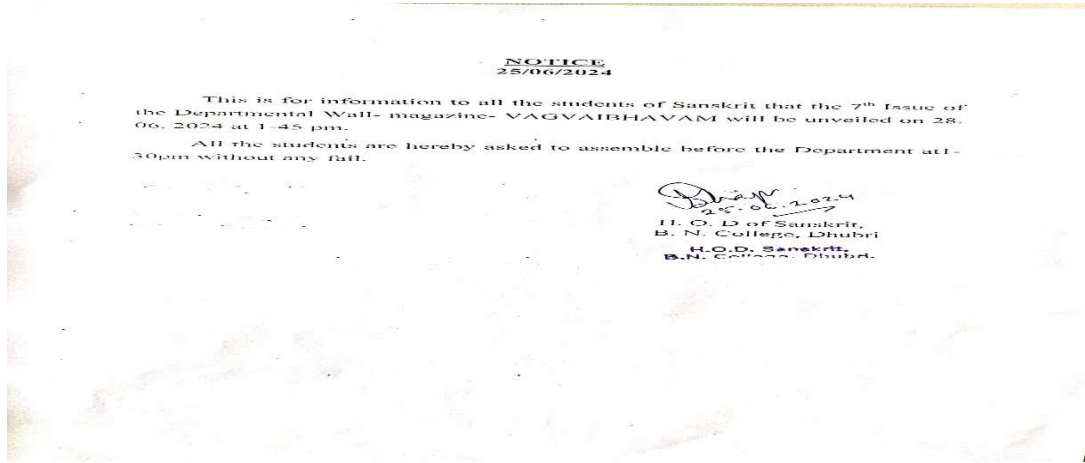 NOTICE
25/06/2024
This is for information to all the students of Sanskrit that the 7th Issue of
the Departmental Wall- magazine- VAGVAIBHAVAM will be unveiled on 28.
06. 2024 at 1-45 pm.
All the students are hereby asked to assemble before the Department at1-
30pm without any fail.
25.06.2024
H. O. D of Sanskrit,
B. N. College, Dhubri
H.O.D. Sanskrit,
B.N. College, Dhubri.